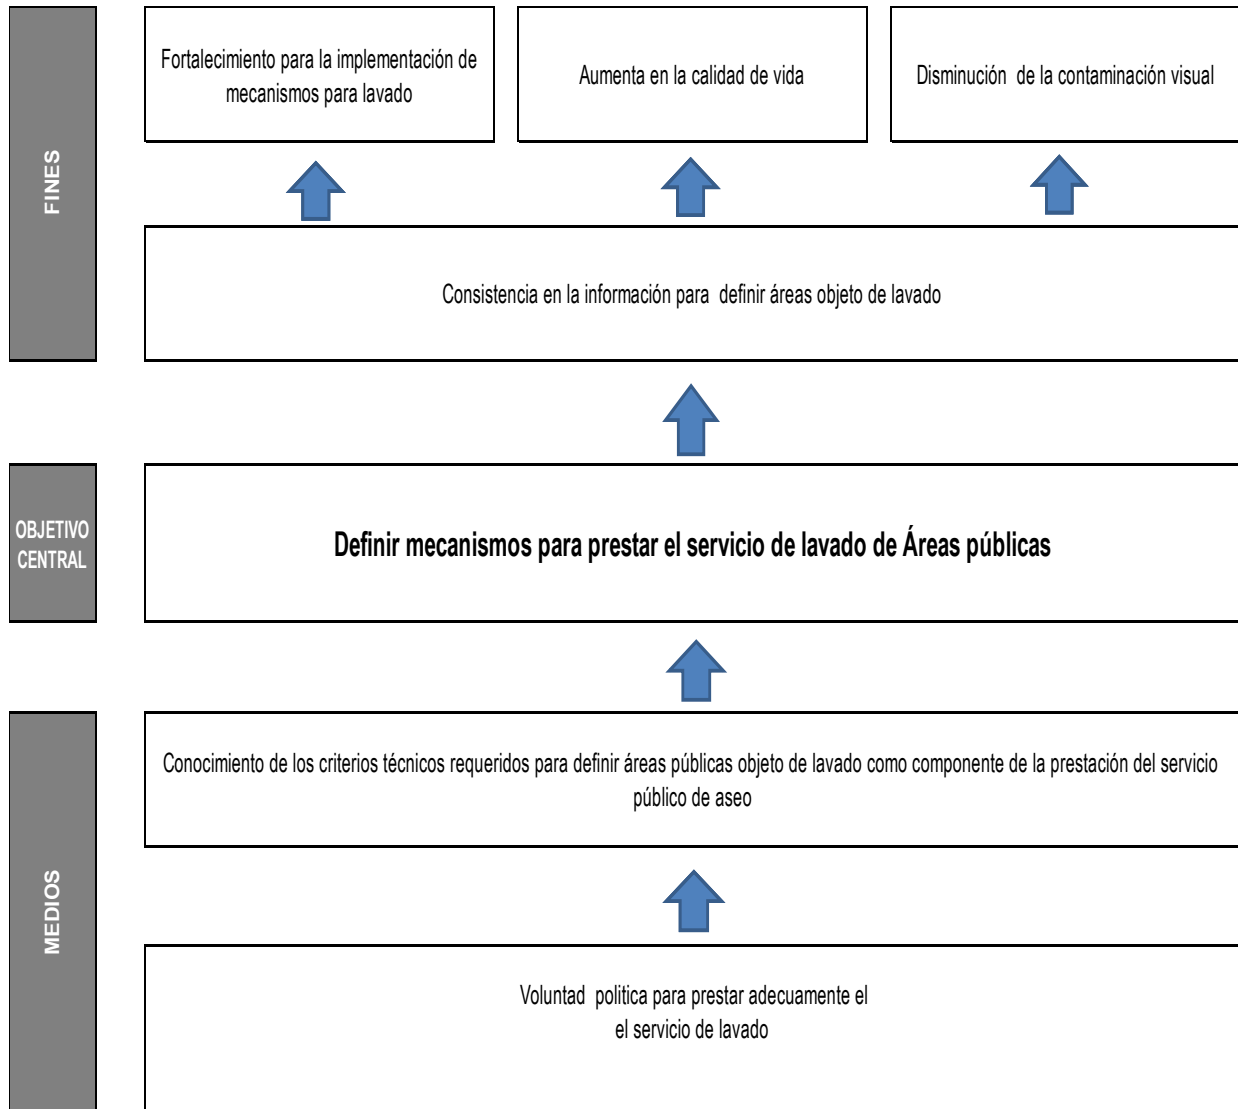 FINES
Fortalecimiento para la implementación de
mecanismos para lavado
Aumenta en la calidad de vida
Disminución de la contaminación visual
Consistencia en la información para definir áreas objeto de lavado
OBJETIVO
CENTRAL
Definir mecanismos para prestar el servicio de lavado de Áreas públicas
MEDIOS
Conocimiento de los criterios técnicos requeridos para definir áreas públicas objeto de lavado como componente de la prestación del servicio
público de aseo
Voluntad politica para prestar adecuamente el
el servicio de lavado